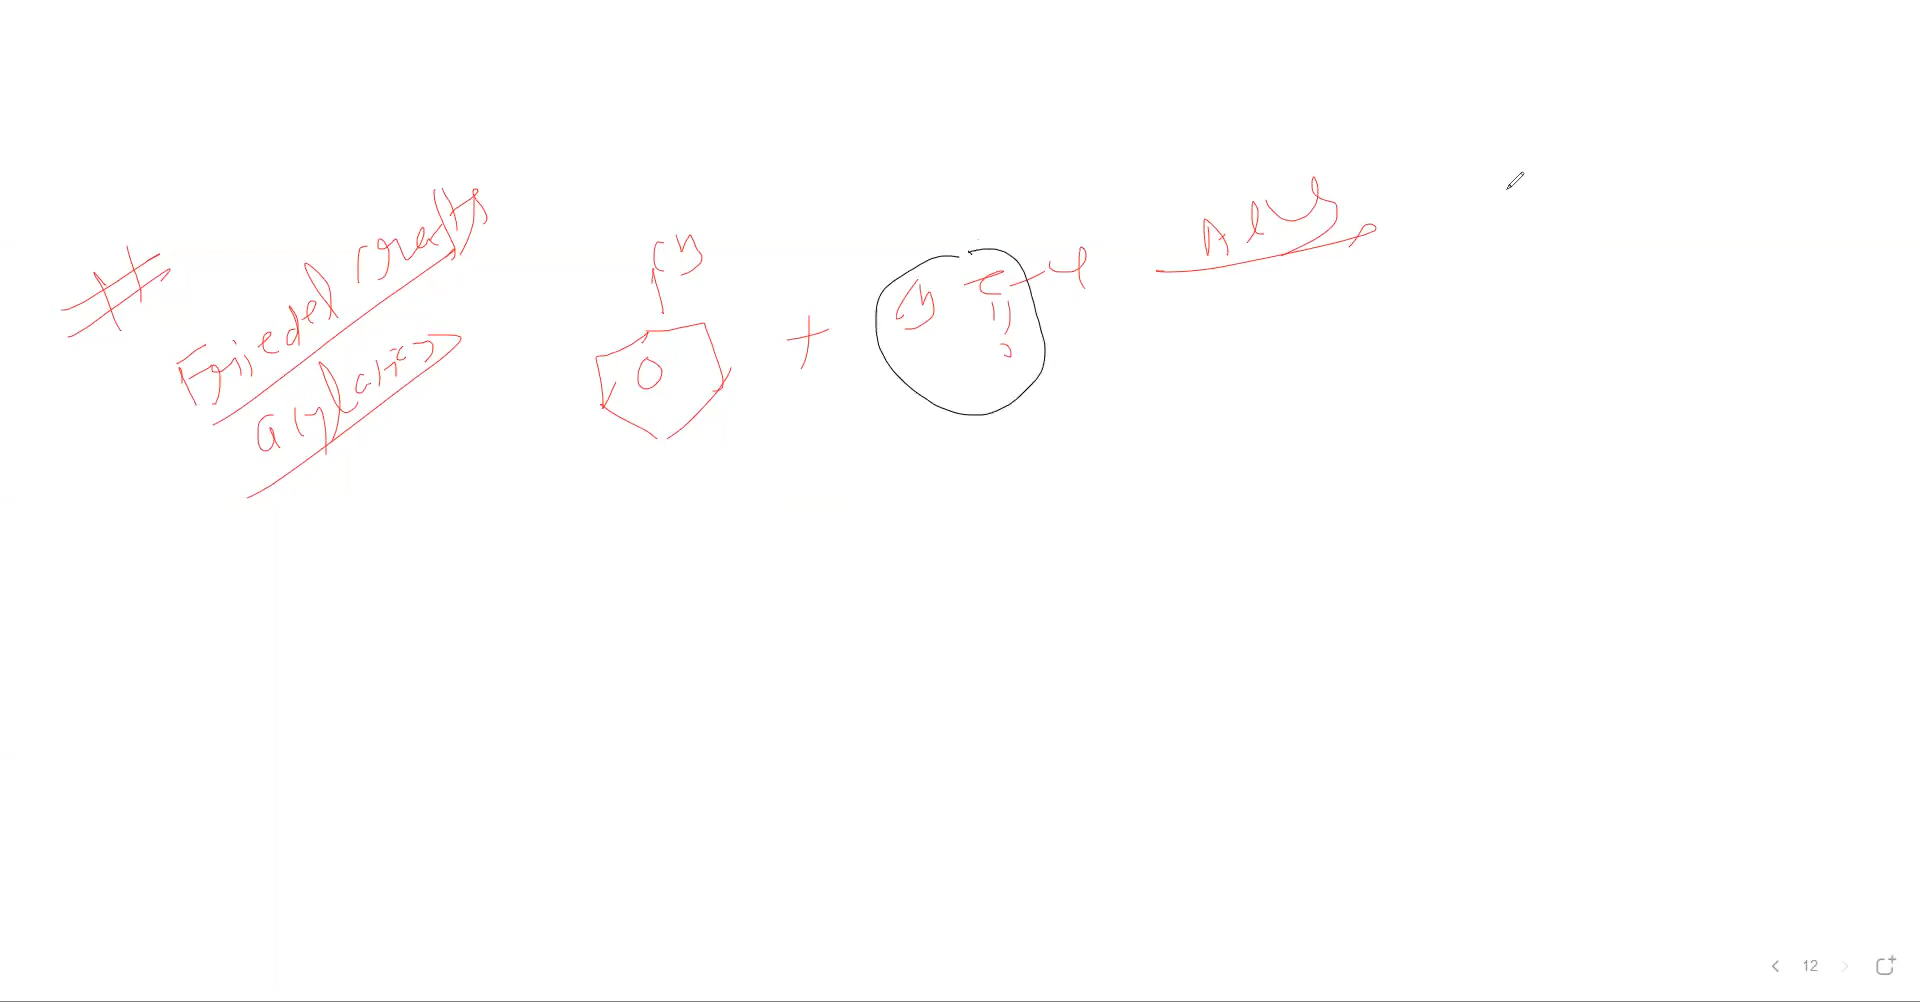 #
Friedel crafts
acylation
CH3
CH3 C - Cl
O
+
AlCl3
12